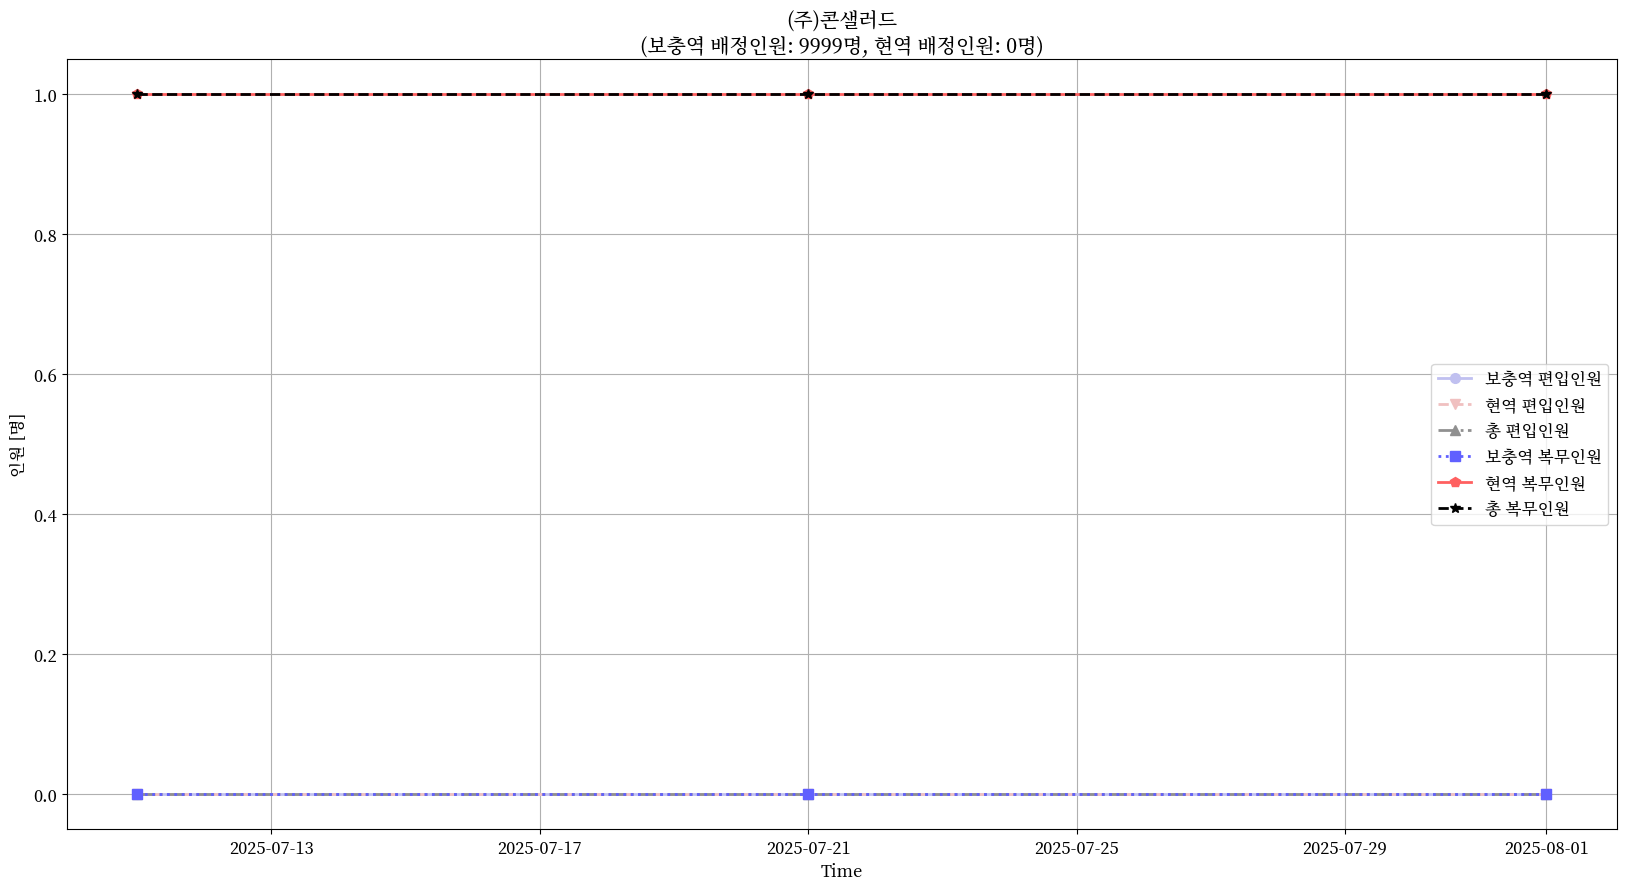 (주)콘샐러드
(보충역 배정인원: 9999명, 현역 배정인원: 0명)
1.0
0.8
0.6
0.4
0.2
0.0
인원 [명]
보충역 편입인원
현역 편입인원
총 편입인원
보충역 복무인원
현역 복무인원
총 복무인원
2025-07-13
2025-07-17
2025-07-21
2025-07-25
2025-07-29
2025-08-01
Time